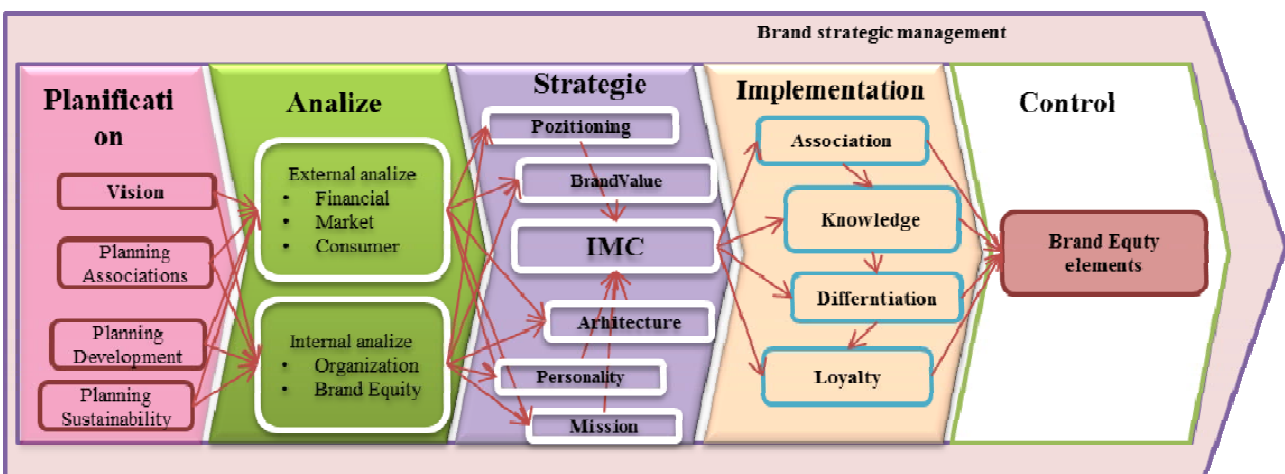 Brand strategic management
Planificati
on
Vision
Planning
Associations
Planning
Development
Planning
Sustainability
Analize
External analize
• Financial
• Market
• Consumer
Internal analize
• Organization
• Brand Equity
Strategie
Pozitioning
BrandValue
IMC
Arhitecture
Personality
Mission
Implementation
Association
Knowledge
Differntiation
Loyalty
Control
Brand Equty
elements